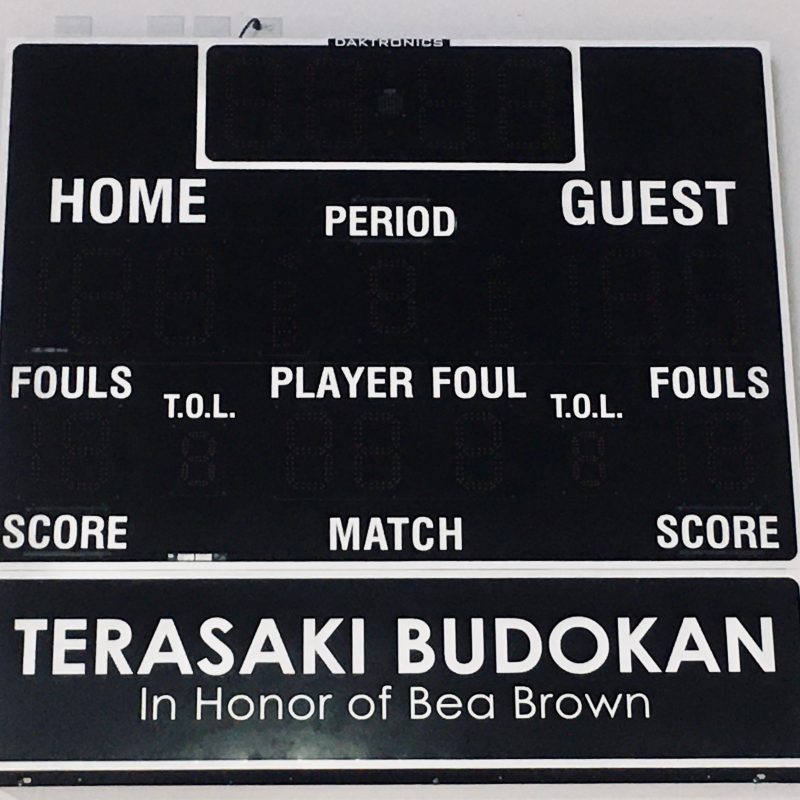 DAKTRONICS
HOME GUEST
PERIOD
FOULS PLAYER FOUL FOULS
T.O.L. T.O.L.
SCORE MATCH SCORE
TERASAKI BUDOKAN
In Honor of Bea Brown